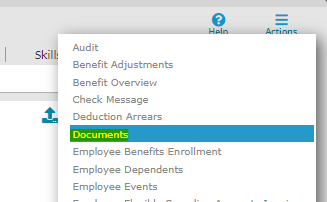 Help Actions
Skills
Audit
Benefit Adjustments
Benefit Overview
Check Message
Deduction Arrears
Documents
Employee Benefits Enrollment
Employee Dependents
Employee Events